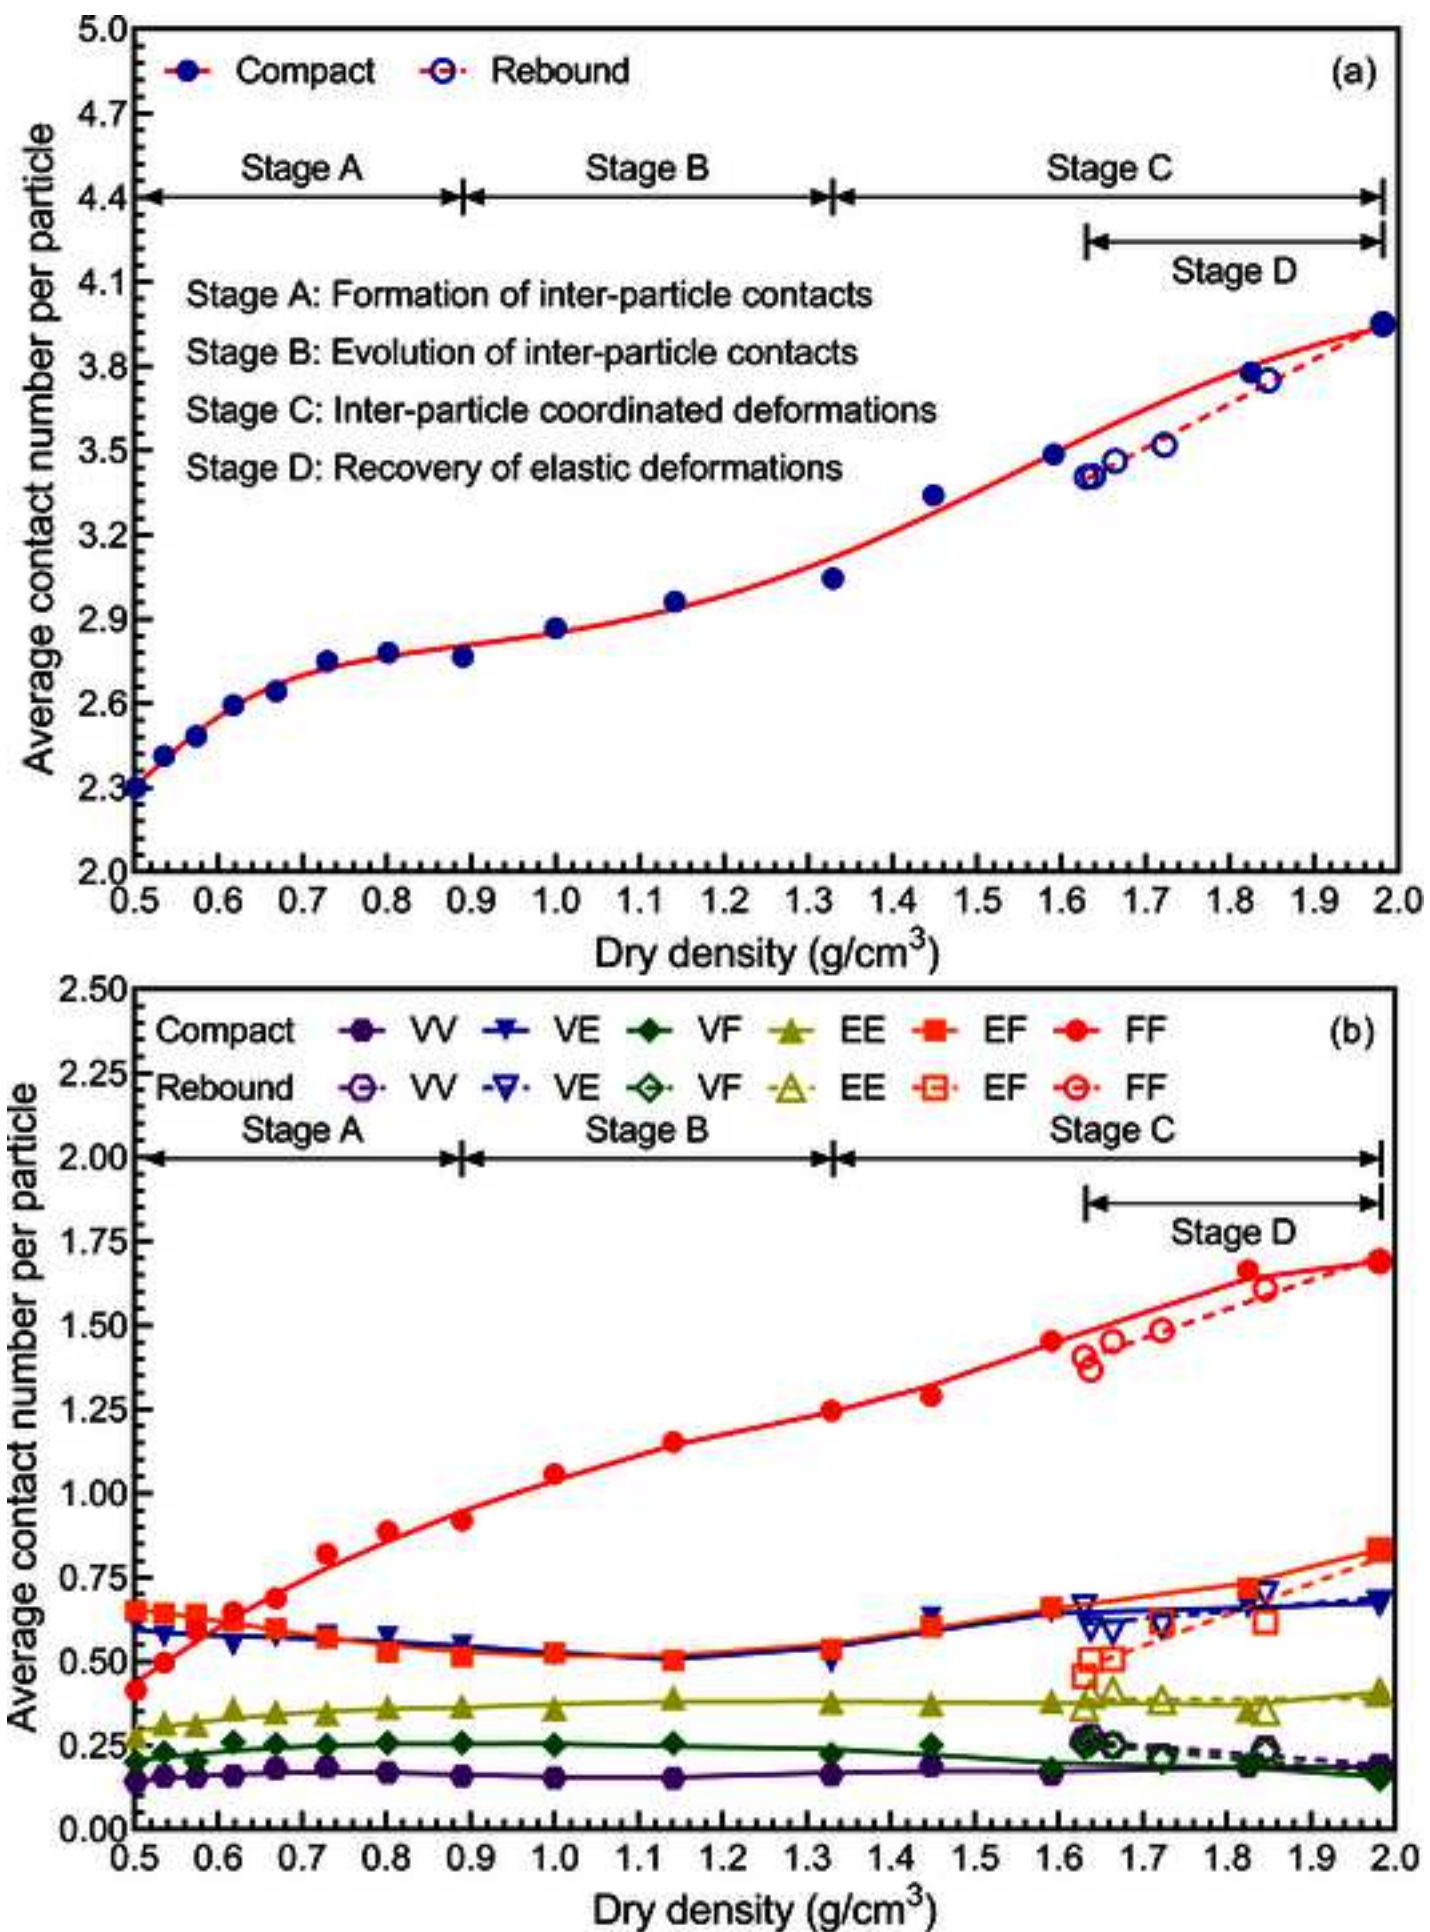 Compact Rebound (a)
5.0
4.7
4.4
4.1
3.8
3.5
3.2
2.9
2.6
2.3
2.0
Average contact number per particle
Stage A Stage B Stage C
Stage D
Stage A: Formation of inter-particle contacts
Stage B: Evolution of inter-particle contacts
Stage C: Inter-particle coordinated deformations
Stage D: Recovery of elastic deformations
0.5 0.6 0.7 0.8 0.9 1.0 1.1 1.2 1.3 1.4 1.5 1.6 1.7 1.8 1.9 2.0
Dry density (g/cm³)
2.50
2.25
2.00
1.75
1.50
1.25
1.00
0.75
0.50
0.25
0.00
Average contact number per particle
Compact VV VE VF EE EF FF (b)
Rebound VV VE VF EE EF FF
Stage A Stage B Stage C
Stage D
0.5 0.6 0.7 0.8 0.9 1.0 1.1 1.2 1.3 1.4 1.5 1.6 1.7 1.8 1.9 2.0
Dry density (g/cm³)